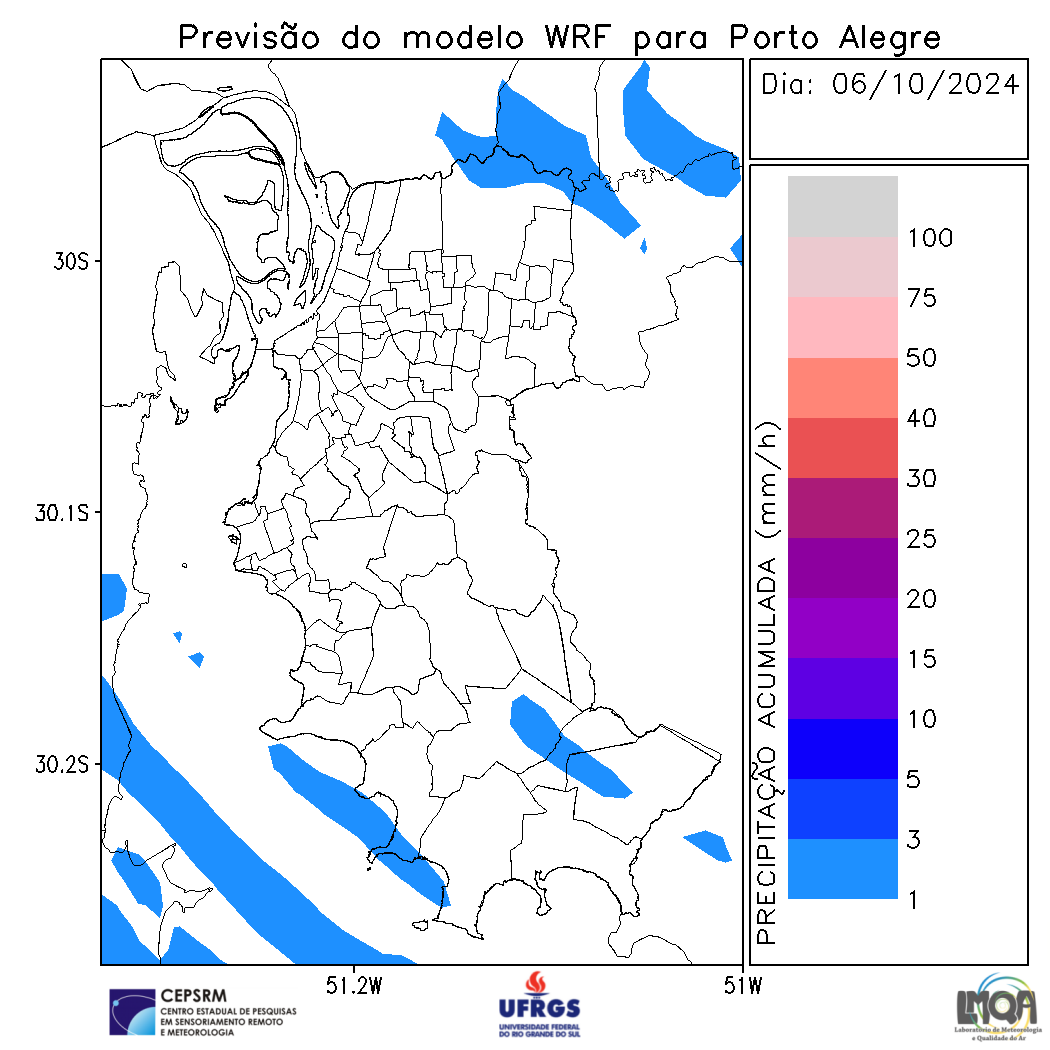 Previsão do modelo WRF para Porto Alegre
Dia: 06/10/2024
30S
30.1S
30.2S
51.2W
51W
PRECIPITAÇÃO ACUMULADA (mm/h)
100
75
50
40
30
25
20
15
10
5
3
1
CEPSRM
CENTRO ESTADUAL DE PESQUISAS
EM SENSORIAMENTO REMOTO
E METEOROLOGIA
UFRGS
UNIVERSIDADE FEDERAL
DO RIO GRANDE DO SUL
LMQA
Laboratório de Meteorologia
e Qualidade do Ar